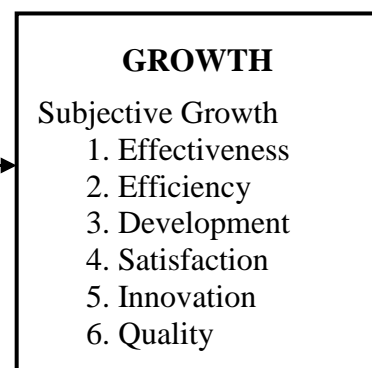 GROWTH
Subjective Growth
1. Effectiveness
2. Efficiency
3. Development
4. Satisfaction
5. Innovation
6. Quality